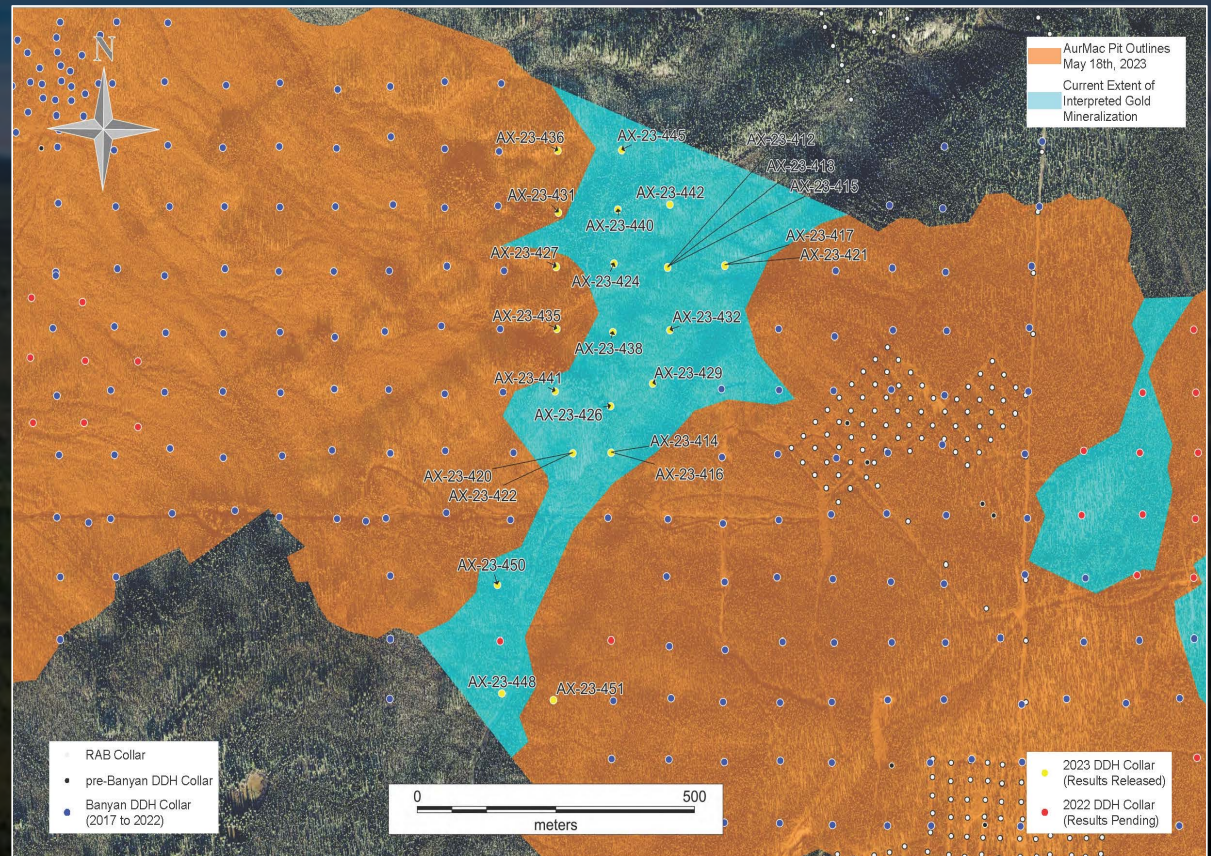 N
AurMac Pit Outlines
May 18th, 2023
Current Extent of
Interpreted Gold
Mineralization
AX-23-436
AX-23-445
AX-23-412
AX-23-413
AX-23-415
AX-23-442
AX-23-431
AX-23-440
AX-23-417
AX-23-421
AX-23-427
AX-23-424
AX-23-435
AX-23-432
AX-23-438
AX-23-429
AX-23-441
AX-23-426
AX-23-414
AX-23-416
AX-23-420
AX-23-422
AX-23-450
AX-23-448
AX-23-451
RAB Collar
pre-Banyan DDH Collar
Banyan DDH Collar
(2017 to 2022)
0 500
meters
2023 DDH Collar
(Results Released)
2022 DDH Collar
(Results Pending)